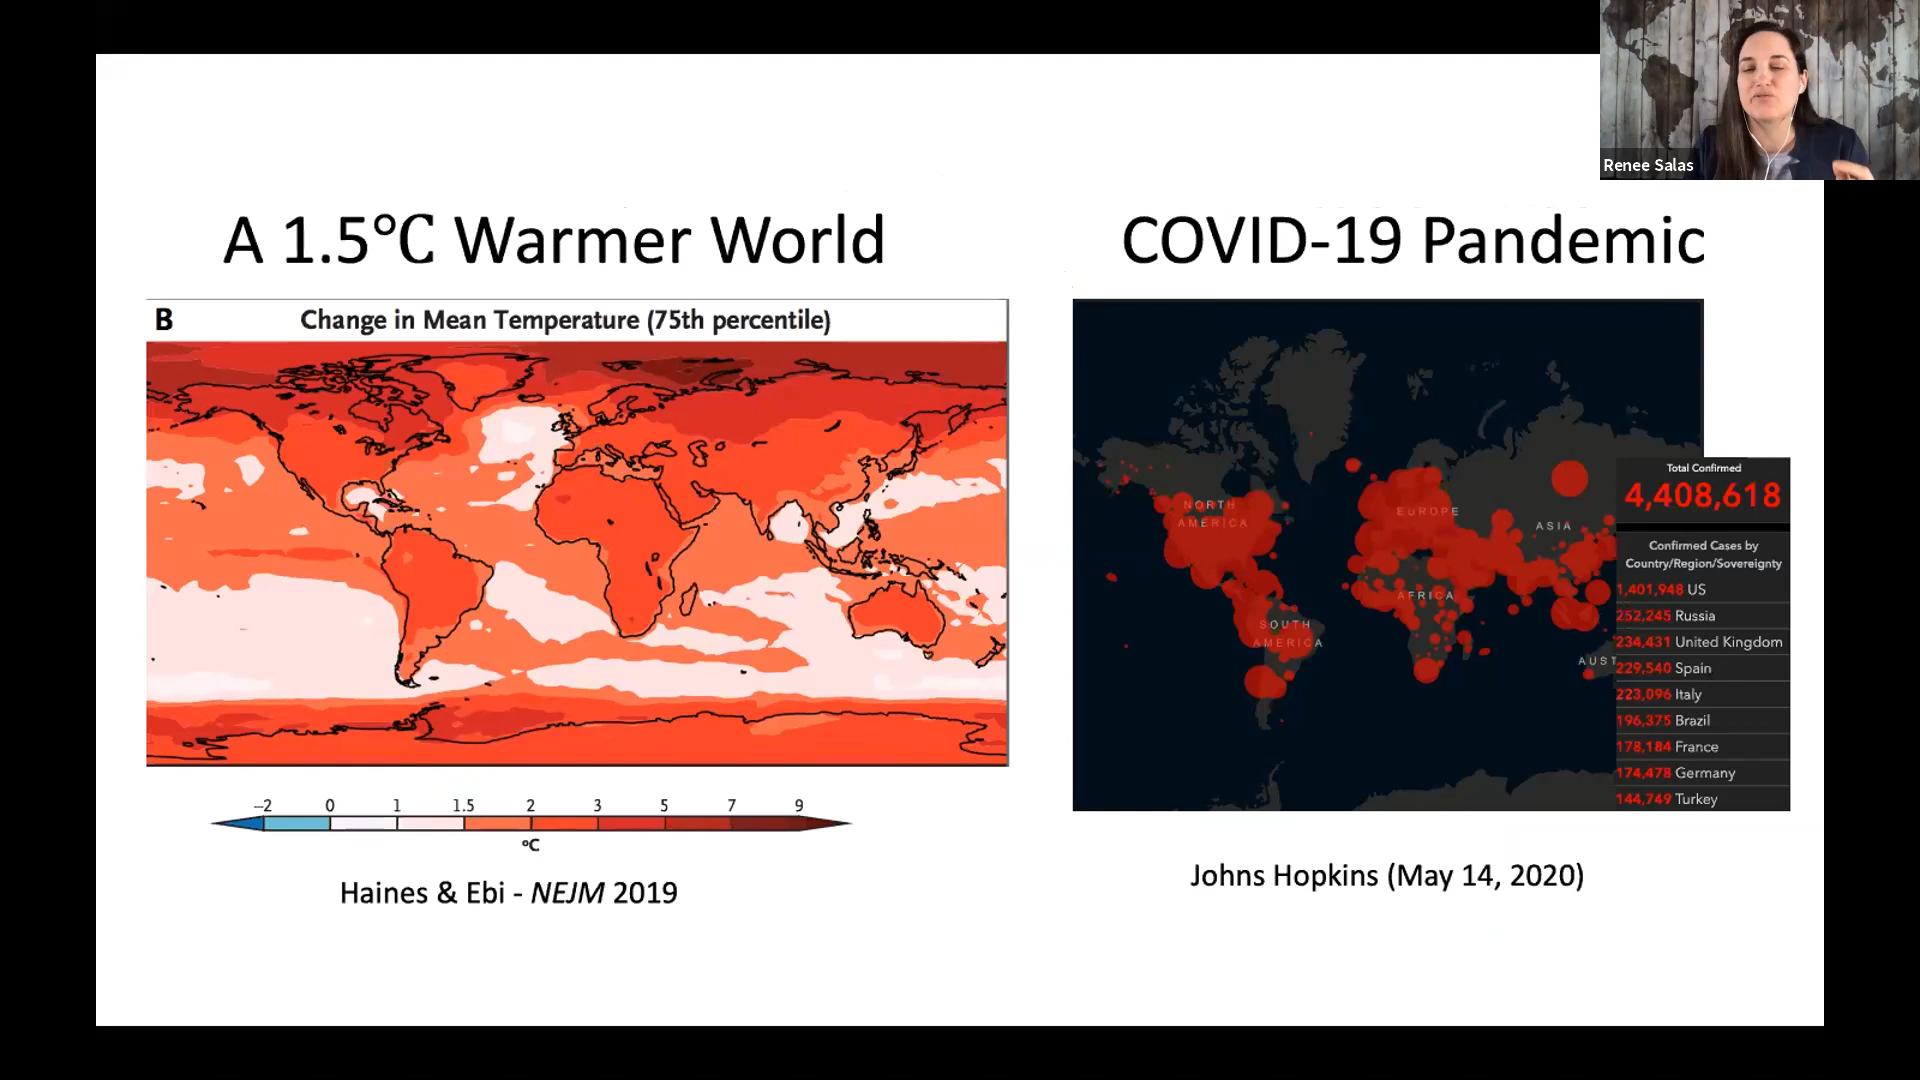 Renee Salas
A 1.5°C Warmer World
B
Change in Mean Temperature (75th percentile)
–2 0 1 1.5 2 3 5 7 9
°C
Haines & Ebi - NEJM 2019
COVID-19 Pandemic
NORTH
AMERICA
EUROPE
ASIA
AFRICA
SOUTH
AMERICA
AUST
Total Confirmed
4,408,618
Confirmed Cases by
Country/Region/Sovereignty
1,401,948 US
252,245 Russia
234,431 United Kingdom
229,540 Spain
223,096 Italy
196,375 Brazil
178,184 France
174,478 Germany
144,749 Turkey
Johns Hopkins (May 14, 2020)